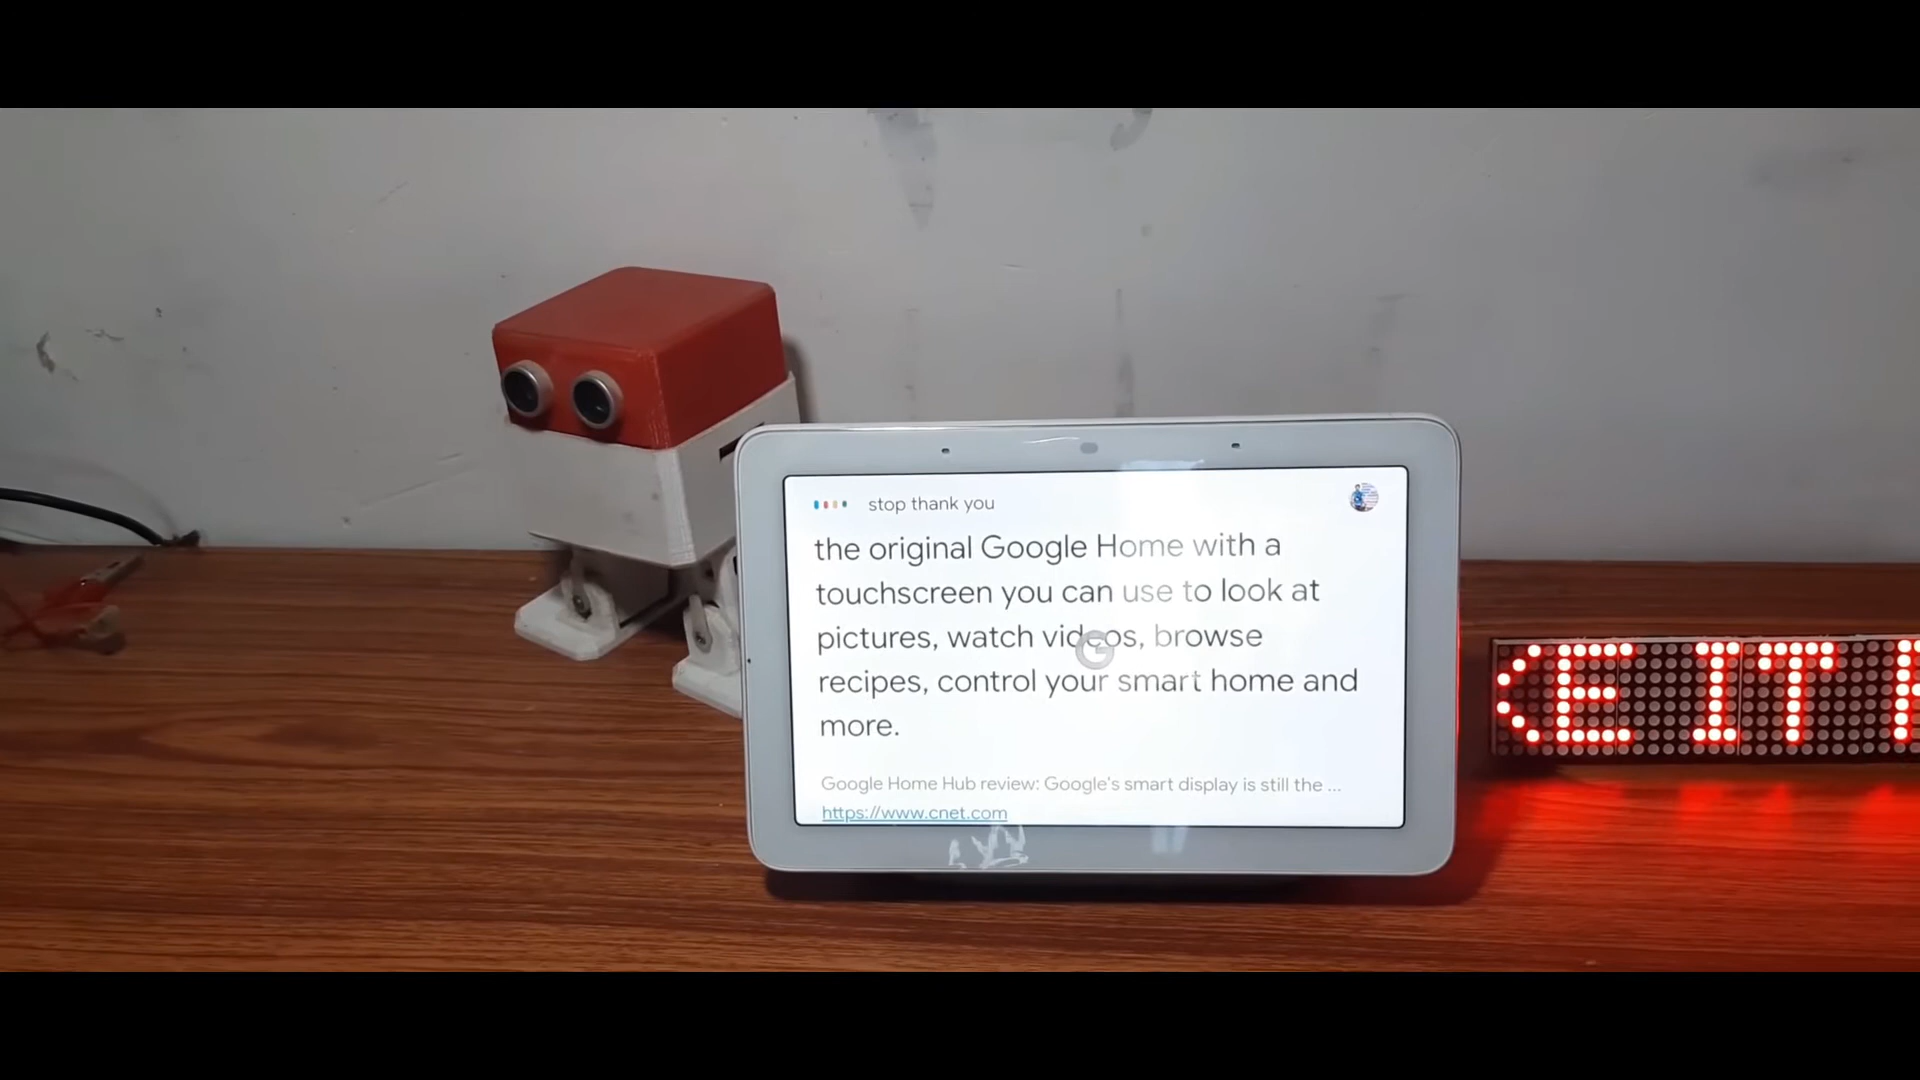 stop thank you
the original Google Home with a
touchscreen you can use to look at
pictures, watch videos, browse
recipes, control your smart home and
more.
Google Home Hub review: Google's smart display is still the ...
https://www.cnet.com
E IT